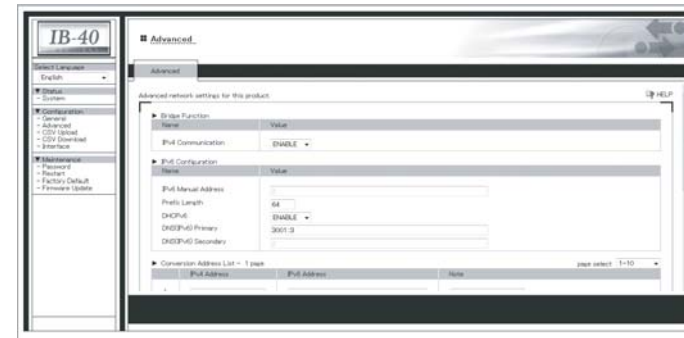 IB-40
Select Language
English
▼ Status
- System
▼ Configuration
- General
- Advanced
- CSV Upload
- CSV Download
- Interface
▼ Maintenance
- Password
- Restart
- Factory Default
- Firmware Update
Advanced
Advanced
Advanced network settings for this product.
HELP
▶ Bridge Function
Name Value
IPv4 Communication ENABLE
▶ IPv6 Configuration
Name Value
IPv6 Manual Address
Prefix Length 64
DHCPv6 ENABLE
DNS(IPv6) Primary 3001:3
DNS(IPv6) Secondary
▶ Conversion Address List - 1 page page select 1-10
IPv4 Address IPv6 Address Note